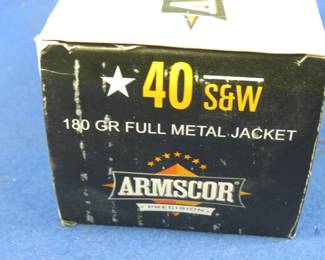 40 S&W
180 GR FULL METAL JACKET
ARMSCOR
PRECISION